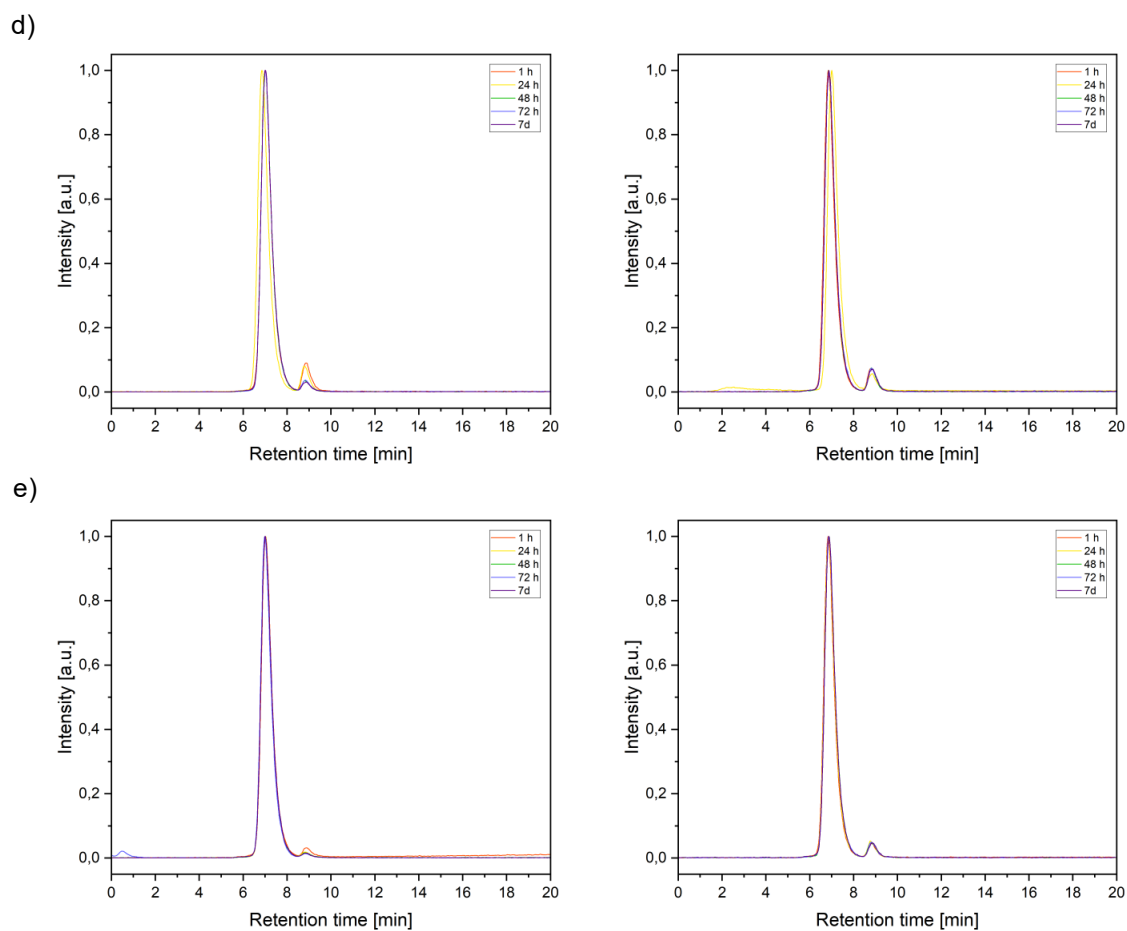 d)
1,0
0,8
0,6
0,4
0,2
0,0
Intensity [a.u.]
0 2 4 6 8 10 12 14 16 18 20
Retention time [min]
1 h
24 h
48 h
72 h
7d
1,0
0,8
0,6
0,4
0,2
0,0
Intensity [a.u.]
0 2 4 6 8 10 12 14 16 18 20
Retention time [min]
1 h
24 h
48 h
72 h
7d
e)
1,0
0,8
0,6
0,4
0,2
0,0
Intensity [a.u.]
0 2 4 6 8 10 12 14 16 18 20
Retention time [min]
1 h
24 h
48 h
72 h
7d
1,0
0,8
0,6
0,4
0,2
0,0
Intensity [a.u.]
0 2 4 6 8 10 12 14 16 18 20
Retention time [min]
1 h
24 h
48 h
72 h
7d